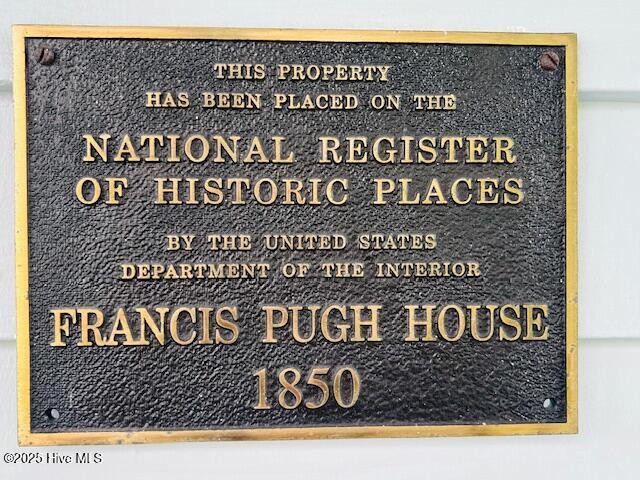 THIS PROPERTY
HAS BEEN PLACED ON THE
NATIONAL REGISTER
OF HISTORIC PLACES
BY THE UNITED STATES
DEPARTMENT OF THE INTERIOR
FRANCIS PUGH HOUSE
1850
©2025 Hive MLS